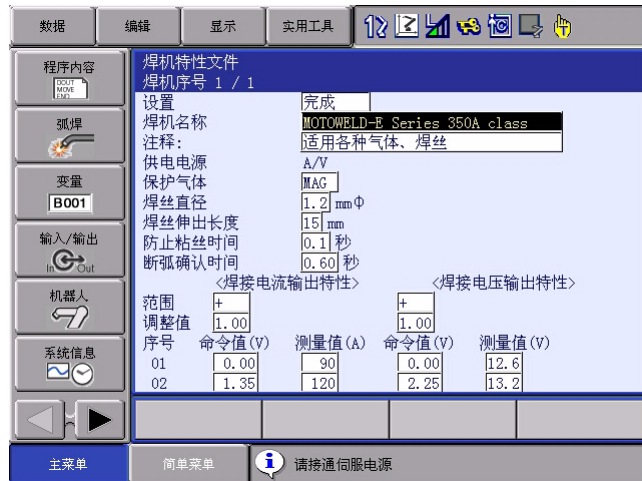 数据 编辑 显示 实用工具
程序内容
DOUT
MOVE
END
弧焊
变量
B001
输入/输出
In Out
机器人
系统信息
焊机特性文件
焊机序号 1 / 1
设置 完成
焊机名称 MOTOWELD-E Series 350A class
注释: 适用各种气体、焊丝
供电电源 A/V
保护气体 MAG
焊丝直径 1.2 mmΦ
焊丝伸出长度 15 mm
防止粘丝时间 0.1 秒
断弧确认时间 0.60 秒
<焊接电流输出特性> <焊接电压输出特性>
范围 + +
调整值 1.00 1.00
序号 命令值(V) 测量值(A) 命令值(V) 测量值(V)
01 0.00 90 0.00 12.6
02 1.35 120 2.25 13.2
主菜单 简单菜单 请接通伺服电源